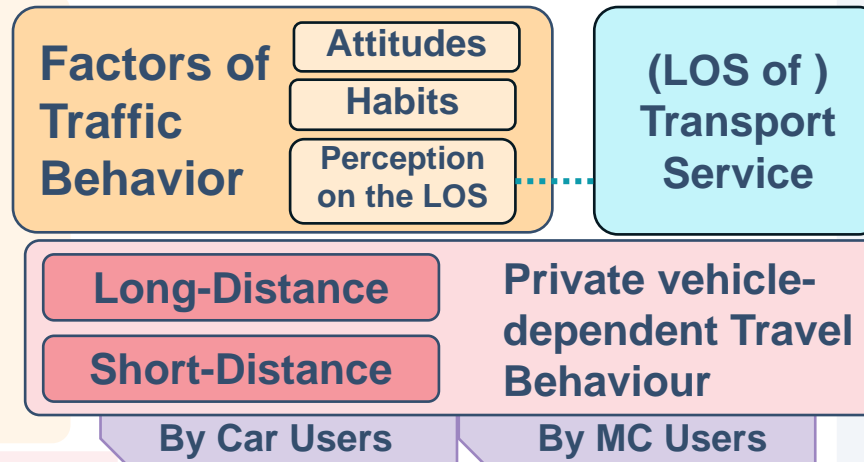 Factors of
Traffic
Behavior
Attitudes
Habits
Perception
on the LOS
(LOS of )
Transport
Service
Long-Distance
Short-Distance
Private vehicle-
dependent Travel
Behaviour
By Car Users
By MC Users